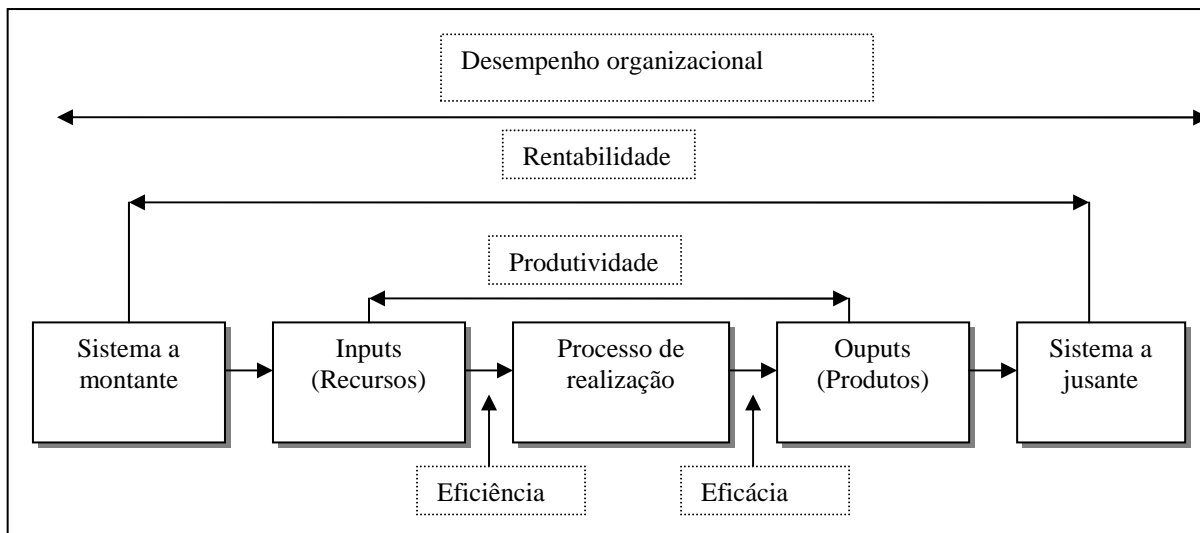 Desempenho organizacional
Rentabilidade
Produtividade
Sistema a
montante
Inputs
(Recursos)
Processo de
realização
Ouputs
(Produtos)
Sistema a
jusante
Eficiência
Eficácia